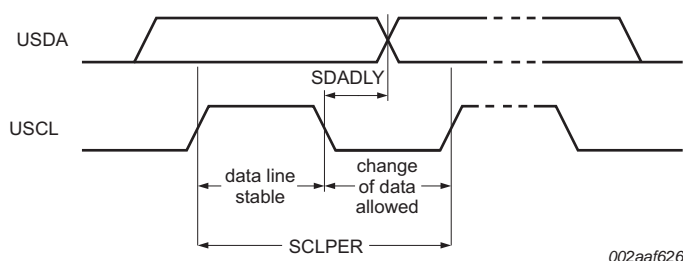 USDA
SDADLY
USCL
data line
stable
change
of data
allowed
SCLPER
002aaf626